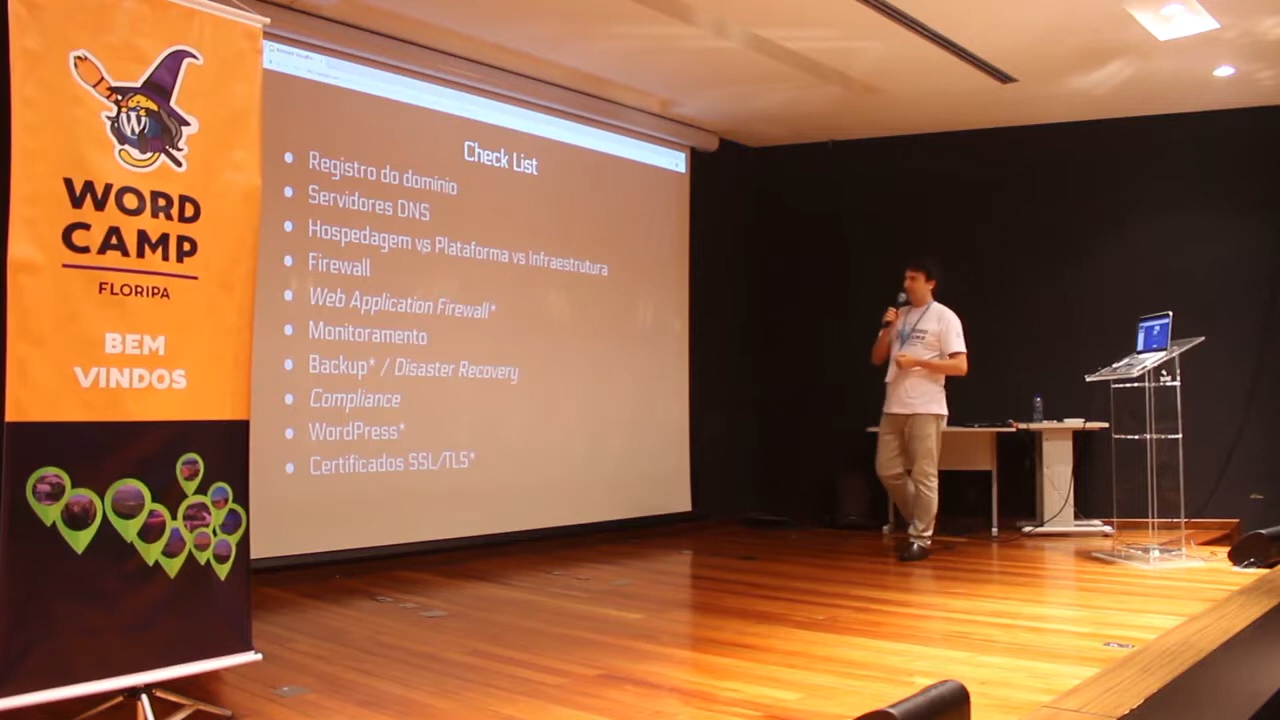 WORD
CAMP
FLORIPA
BEM
VINDOS
Check List
Registro do domínio
Servidores DNS
Hospedagem vs Plataforma vs Infraestrutura
Firewall
Web Application Firewall*
Monitoramento
Backup* / Disaster Recovery
Compliance
WordPress*
Certificados SSL/TLS*